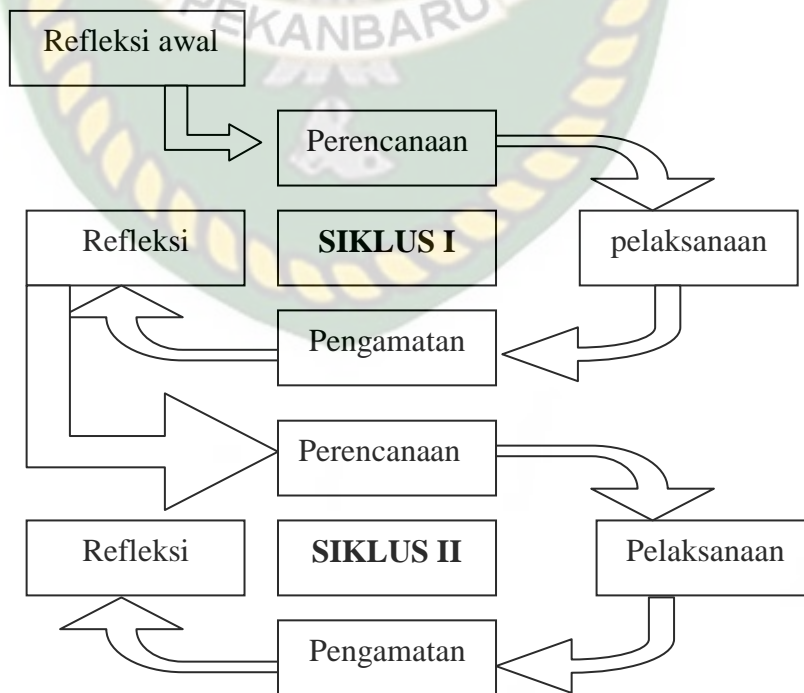 PEKANBARU
Refleksi awal
Perencanaan
Refleksi
SIKLUS I
pelaksanaan
Pengamatan
Perencanaan
Refleksi
SIKLUS II
Pelaksanaan
Pengamatan